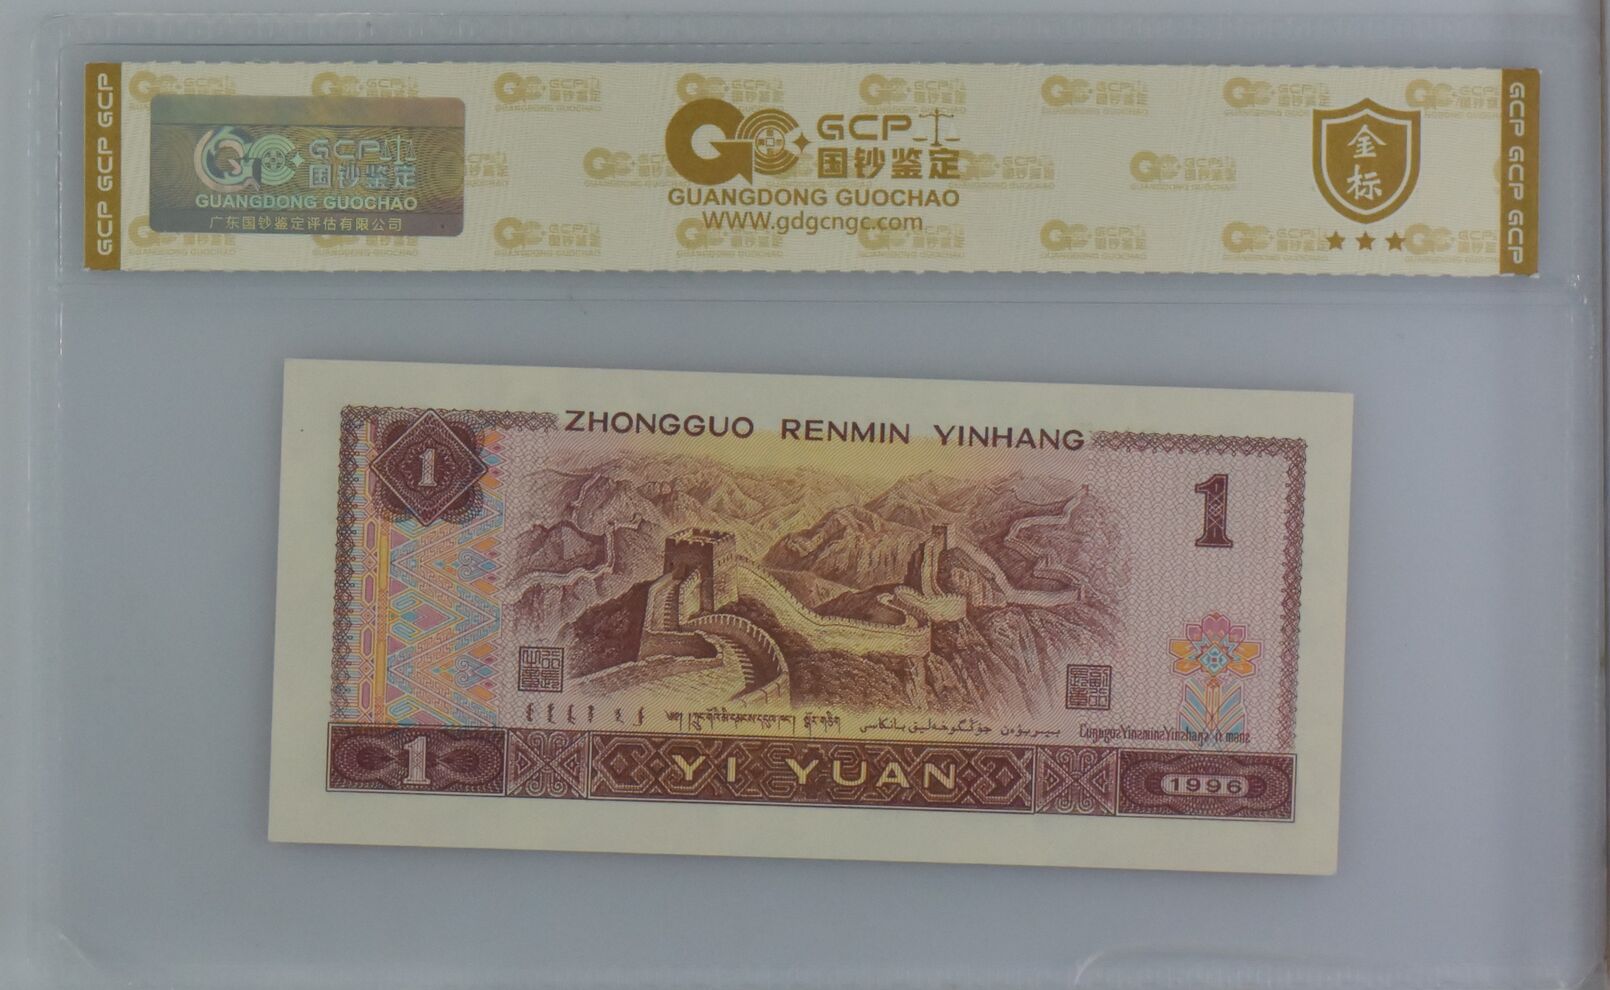 GCP GCP GCP
GCP 国钞鉴定
GUANGDONG GUOCHAO
广东国钞鉴定评估有限公司
GCP
国钞鉴定
GUANGDONG GUOCHAO
WWW.gdgcngc.com
金标
GCP GCP GCP
ZHONGGUO RENMIN YINHANG
1
1
1
YI YUAN
1996